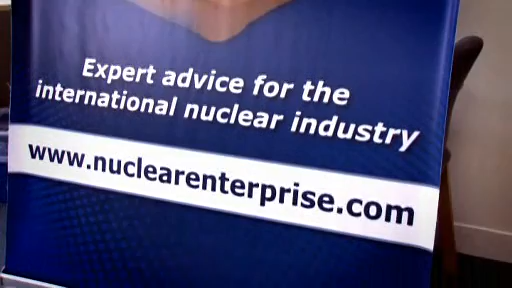 Expert advice for the
international nuclear industry
www.nuclearenterprise.com